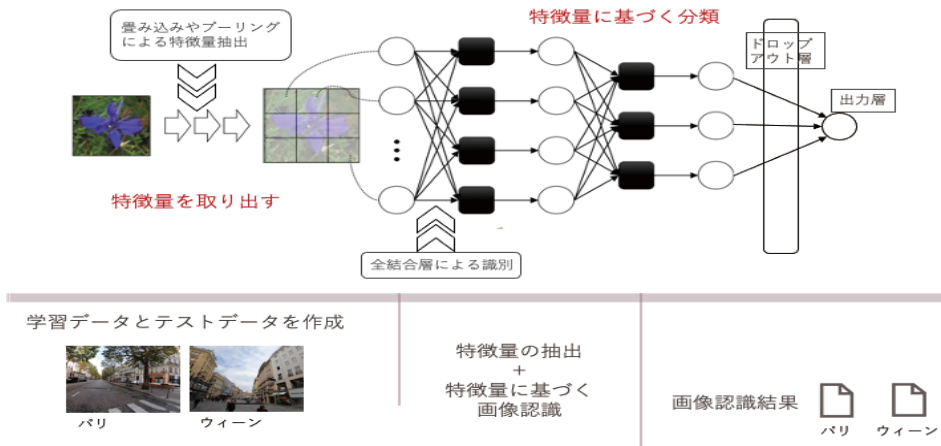 畳み込みやプーリング
による特徴量抽出
特徴量に基づく分類
ドロップ
アウト層
出力層
特徴量を取り出す
全結合層による識別
学習データとテストデータを作成
パリ
ウィーン
特徴量の抽出
+
特徴量に基づく
画像認識
画像認識結果
パリ
ウィーン